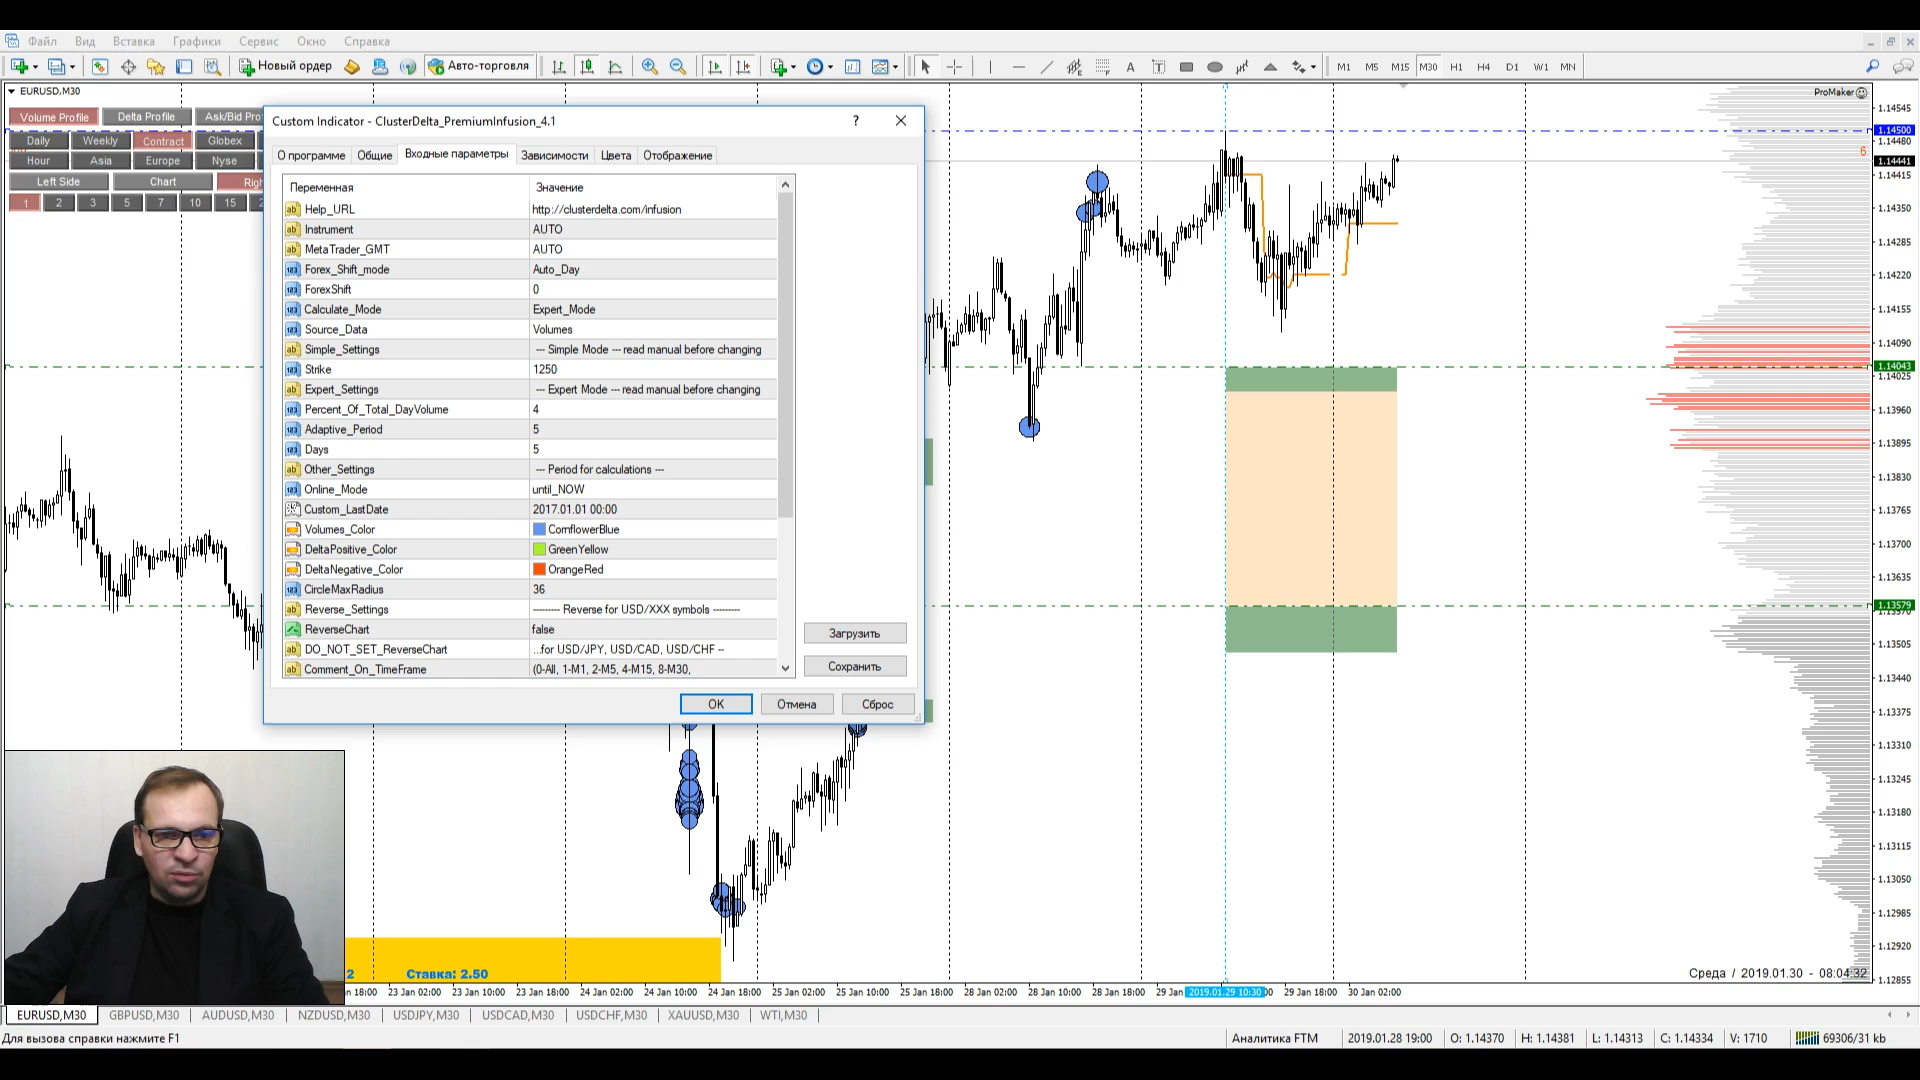 Файл Вид Вставка Графики Сервис Окно Справка
Новый ордер Авто-торговля A T M1 M5 M15 M30 H1 H4 D1 W1 MN
EURUSD,M30 ProMaker
Volume Profile Delta Profile Ask/Bid Pro
Daily Weekly Contract Globex
Hour Asia Europe Nyse
Left Side Chart Righ
1 2 3 5 7 10 15 2
Custom Indicator - ClusterDelta_PremiumInfusion_4.1
О программе Общие Входные параметры Зависимости Цвета Отображение
Переменная Значение
Help_URL http://clusterdelta.com/infusion
Instrument AUTO
MetaTrader_GMT AUTO
Forex_Shift_mode Auto_Day
ForexShift 0
Calculate_Mode Expert_Mode
Source_Data Volumes
Simple_Settings --- Simple Mode --- read manual before changing
Strike 1250
Expert_Settings --- Expert Mode --- read manual before changing
Percent_Of_Total_DayVolume 4
Adaptive_Period 5
Days 5
Other_Settings --- Period for calculations ---
Online_Mode until_NOW
Custom_LastDate 2017.01.01 00:00
Volumes_Color CornflowerBlue
DeltaPositive_Color GreenYellow
DeltaNegative_Color OrangeRed
CircleMaxRadius 36
Reverse_Settings --------- Reverse for USD/XXX symbols ---------
ReverseChart false
DO_NOT_SET_ReverseChart ...for USD/JPY, USD/CAD, USD/CHF --
Comment_On_TimeFrame (0-All, 1-M1, 2-M5, 4-M15, 8-M30,
Загрузить
Сохранить
OK Отмена Сброс
1.14545
1.14500
1.14480
6
1.14441
1.14415
1.14350
1.14285
1.14220
1.14155
1.14090
1.14043
1.14025
1.13960
1.13895
1.13830
1.13765
1.13700
1.13635
1.13579
1.13505
1.13440
1.13375
1.13310
1.13245
1.13180
1.13115
1.13050
1.12985
1.12920
1.12855
2 Ставка: 2.50
Среда / 2019.01.30 - 08:04:32
an 18:00 23 Jan 02:00 23 Jan 10:00 23 Jan 18:00 24 Jan 02:00 24 Jan 10:00 24 Jan 18:00 25 Jan 02:00 25 Jan 10:00 25 Jan 18:00 28 Jan 02:00 28 Jan 10:00 28 Jan 18:00 29 Jan 2019.01.29 10:30 29 Jan 18:00 30 Jan 02:00
EURUSD,M30 GBPUSD,M30 AUDUSD,M30 NZDUSD,M30 USDJPY,M30 USDCAD,M30 USDCHF,M30 XAUUSD,M30 WTI,M30
Для вызова справки нажмите F1 Аналитика FTM 2019.01.28 19:00 O: 1.14370 H: 1.14381 L: 1.14313 C: 1.14334 V: 1710 69306/31 kb